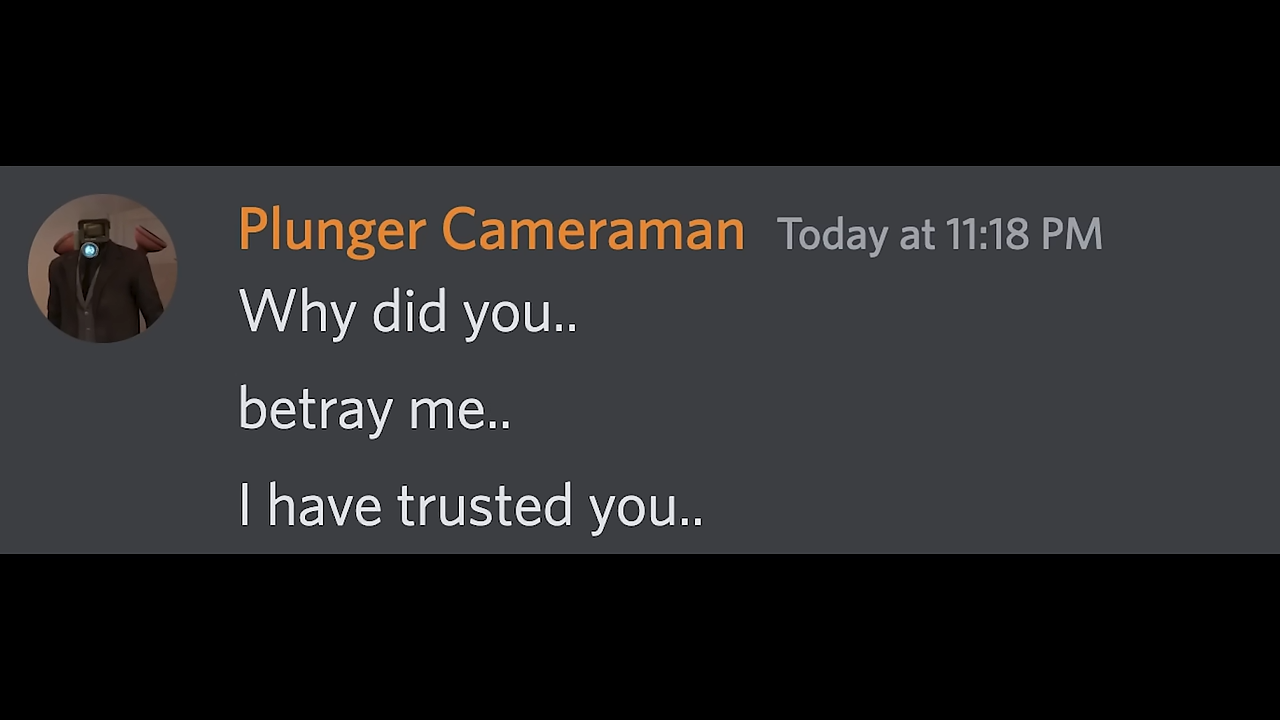 Plunger Cameraman Today at 11:18 PM
Why did you..
betray me..
I have trusted you..